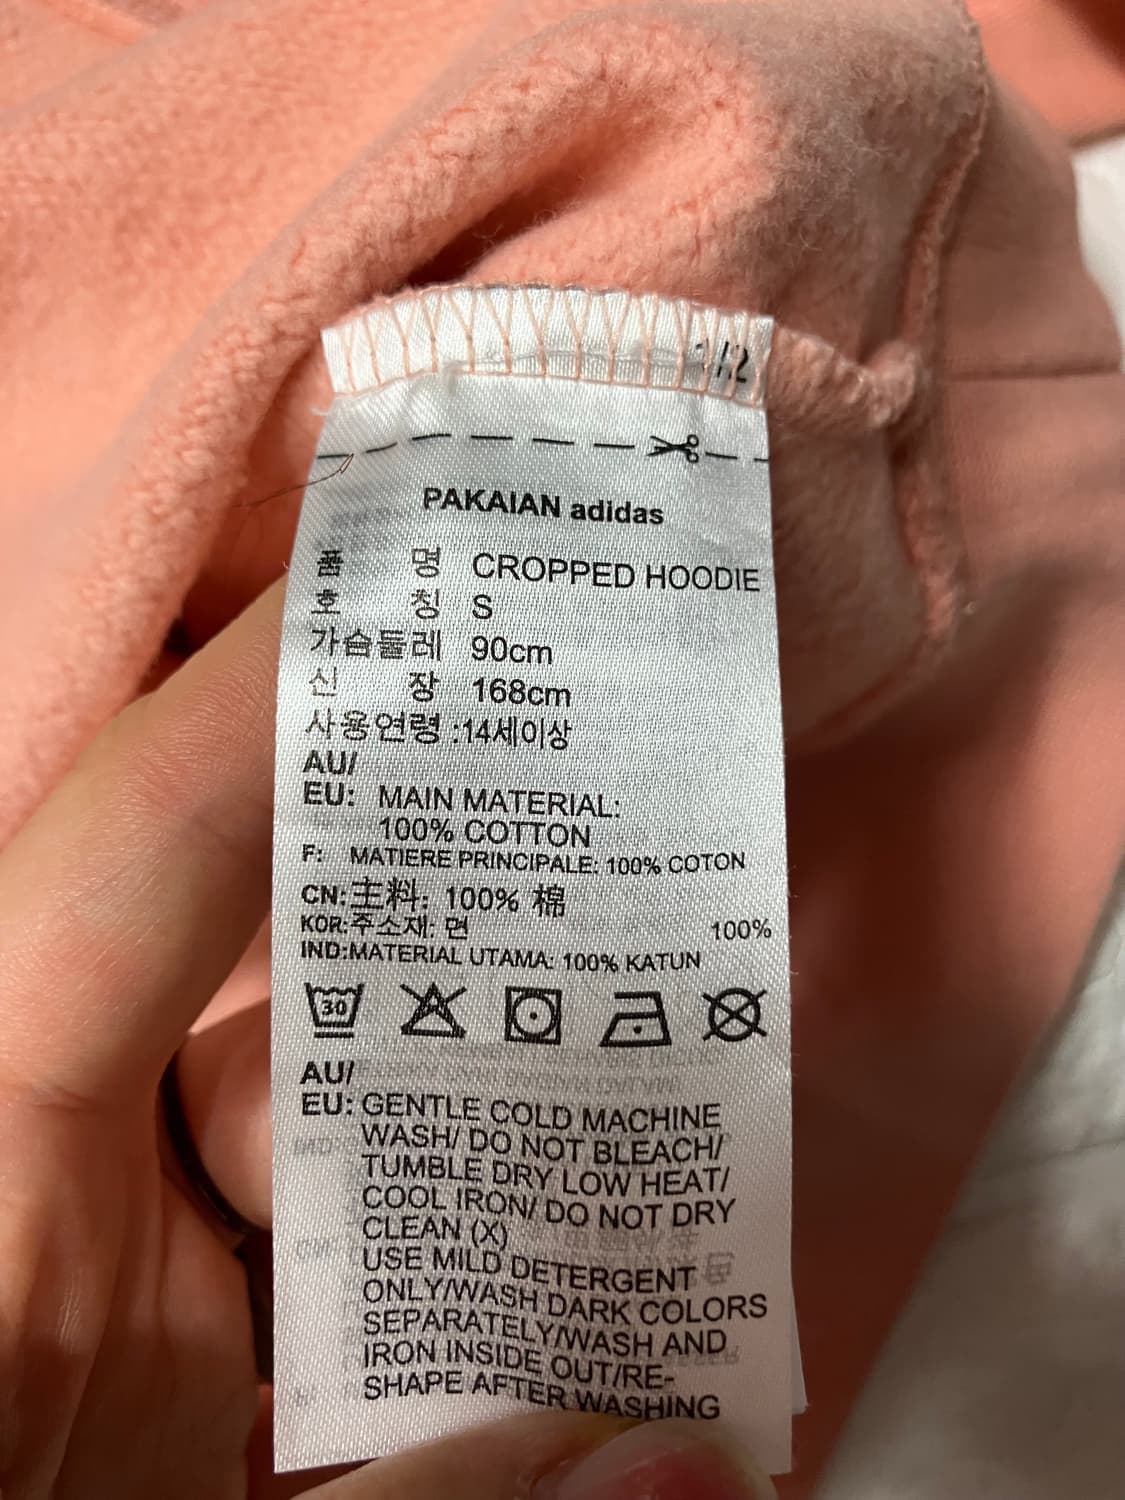 PAKAIAN adidas
품 명 CROPPED HOODIE
호 칭 S
가슴둘레 90cm
신 장 168cm
사용연령 :14세이상
AU/
EU: MAIN MATERIAL:
100% COTTON
F: MATIERE PRINCIPALE: 100% COTON
CN:主料: 100% 棉
KOR:주소재: 면 100%
IND:MATERIAL UTAMA: 100% KATUN
30
AU/
EU: GENTLE COLD MACHINE
WASH/ DO NOT BLEACH/
TUMBLE DRY LOW HEAT/
COOL IRON/ DO NOT DRY
CLEAN (X)
USE MILD DETERGENT
ONLY/WASH DARK COLORS
SEPARATELY/WASH AND
IRON INSIDE OUT/RE-
SHAPE AFTER WASHING